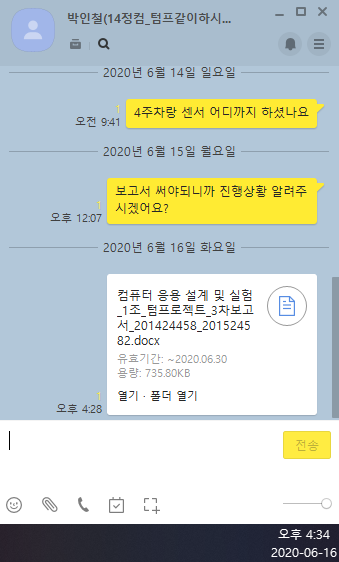 박인철(14정컴_텀프같이하시...
2020년 6월 14일 일요일
1
오전 9:41
4주차랑 센서 어디까지 하셨나요
2020년 6월 15일 월요일
1
오후 12:07
보고서 써야되니까 진행상황 알려주
시겠어요?
2020년 6월 16일 화요일
컴퓨터 응용 설계 및 실험
_1조_텀프로젝트_3차보고
서_201424458_2015245
82.docx
유효기간: ~2020.06.30
용량: 735.80KB
열기 · 폴더 열기
1
오후 4:28
전송
오후 4:34
2020-06-16